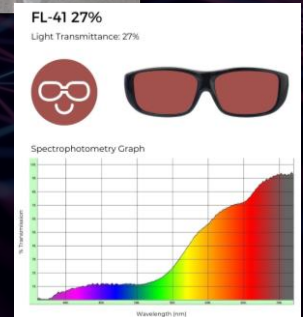 FL-41 27%
Light Transmittance: 27%
Spectrophotometry Graph
% Transmission
Wavelength (nm)